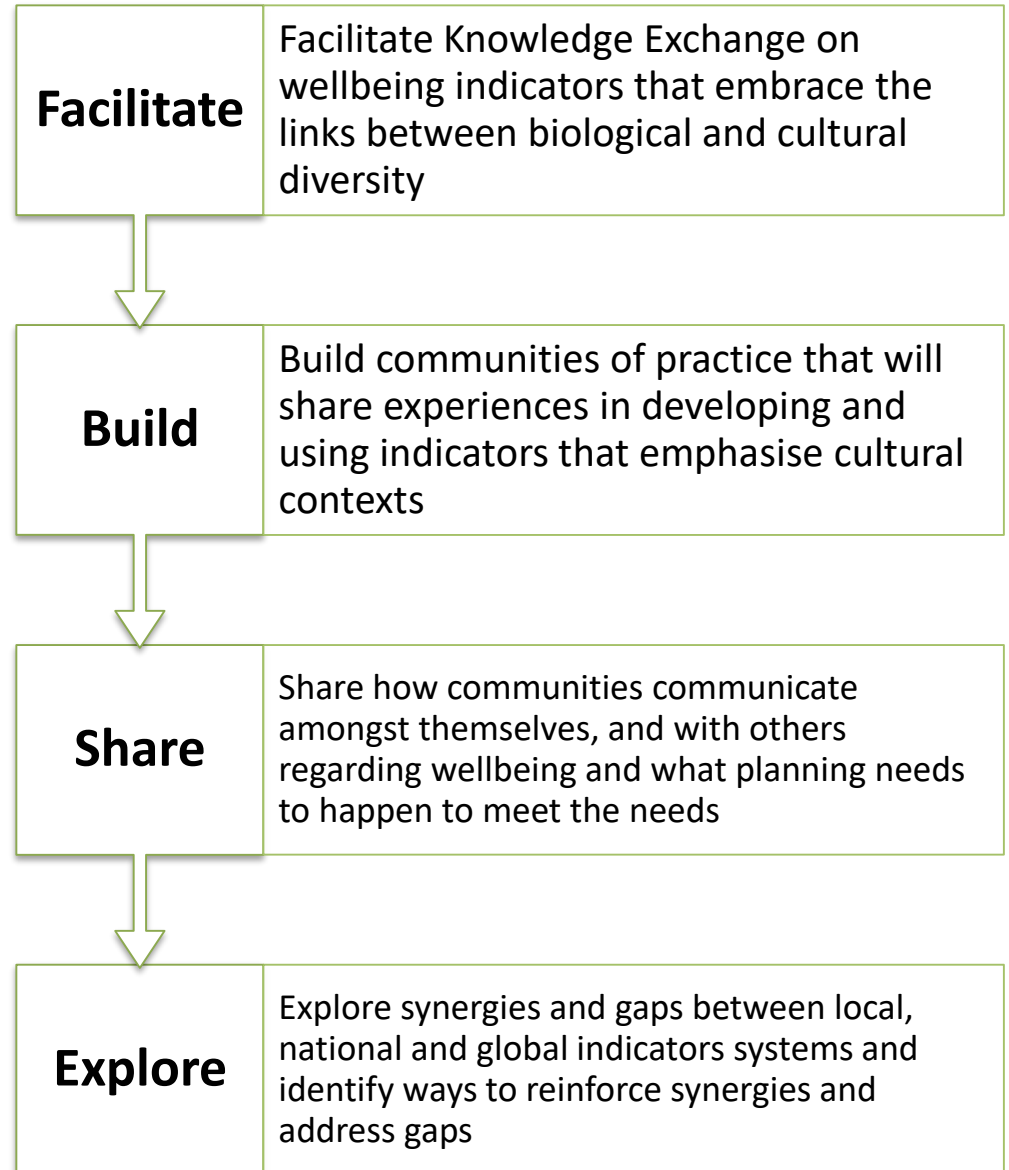 Facilitate
Facilitate Knowledge Exchange on
wellbeing indicators that embrace the
links between biological and cultural
diversity
Build
Build communities of practice that will
share experiences in developing and
using indicators that emphasise cultural
contexts
Share
Share how communities communicate
amongst themselves, and with others
regarding wellbeing and what planning needs
to happen to meet the needs
Explore
Explore synergies and gaps between local,
national and global indicators systems and
identify ways to reinforce synergies and
address gaps